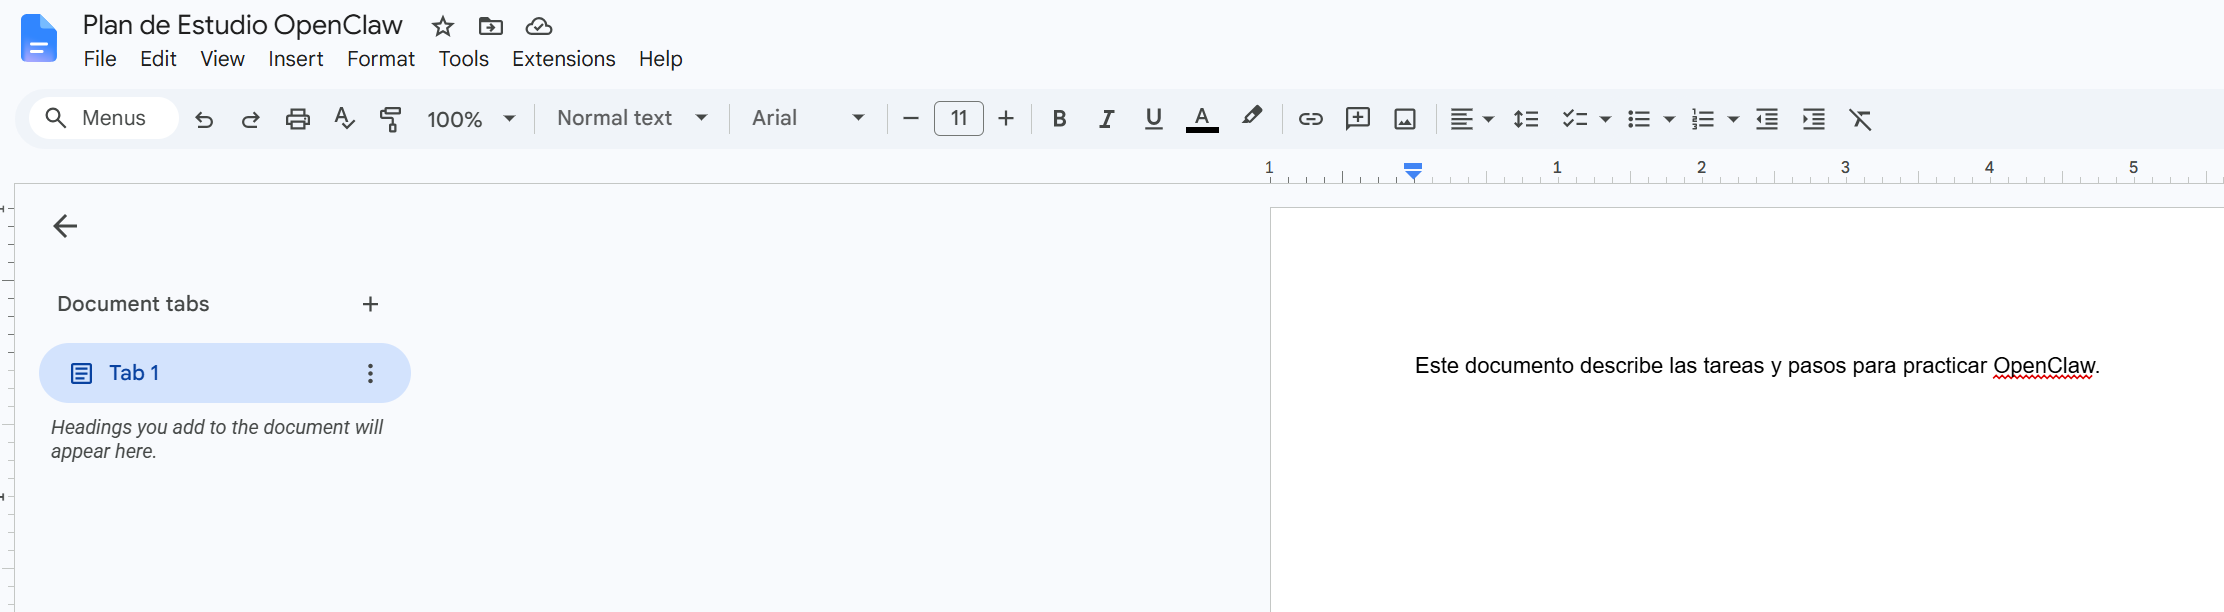 Plan de Estudio OpenClaw
File Edit View Insert Format Tools Extensions Help
Menus 100% Normal text Arial 11 B I U A
1 1 2 3 4 5
Document tabs
Tab 1
Headings you add to the document will
appear here.
Este documento describe las tareas y pasos para practicar OpenClaw.